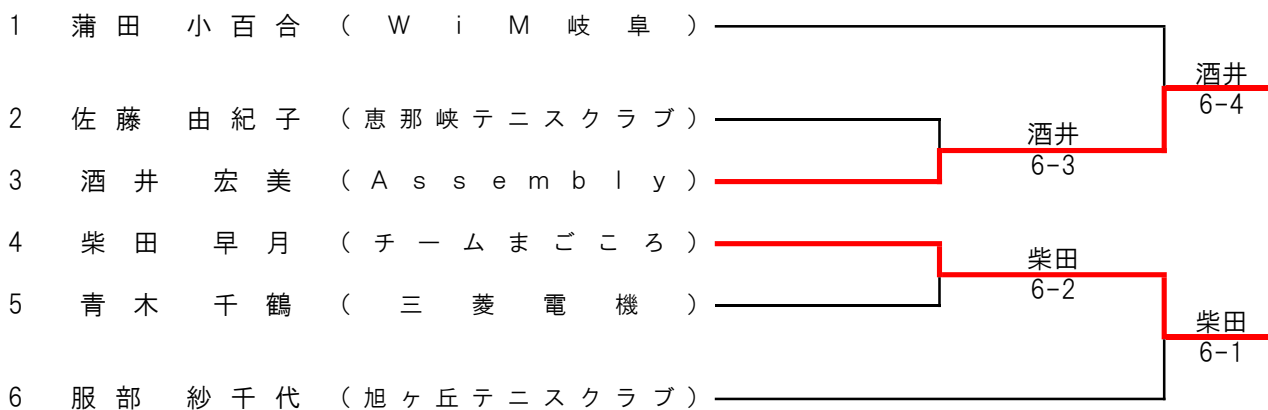 1 蒲田 小百合 (WiM岐阜)
酒井
6-4
2 佐藤 由紀子 (恵那峡テニスクラブ)
酒井
6-3
3 酒井 宏美 (Assembly)
4 柴田 早月 (チームまごころ)
柴田
6-2
5 青木 千鶴 (三菱電機)
柴田
6-1
6 服部 紗千代 (旭ヶ丘テニスクラブ)